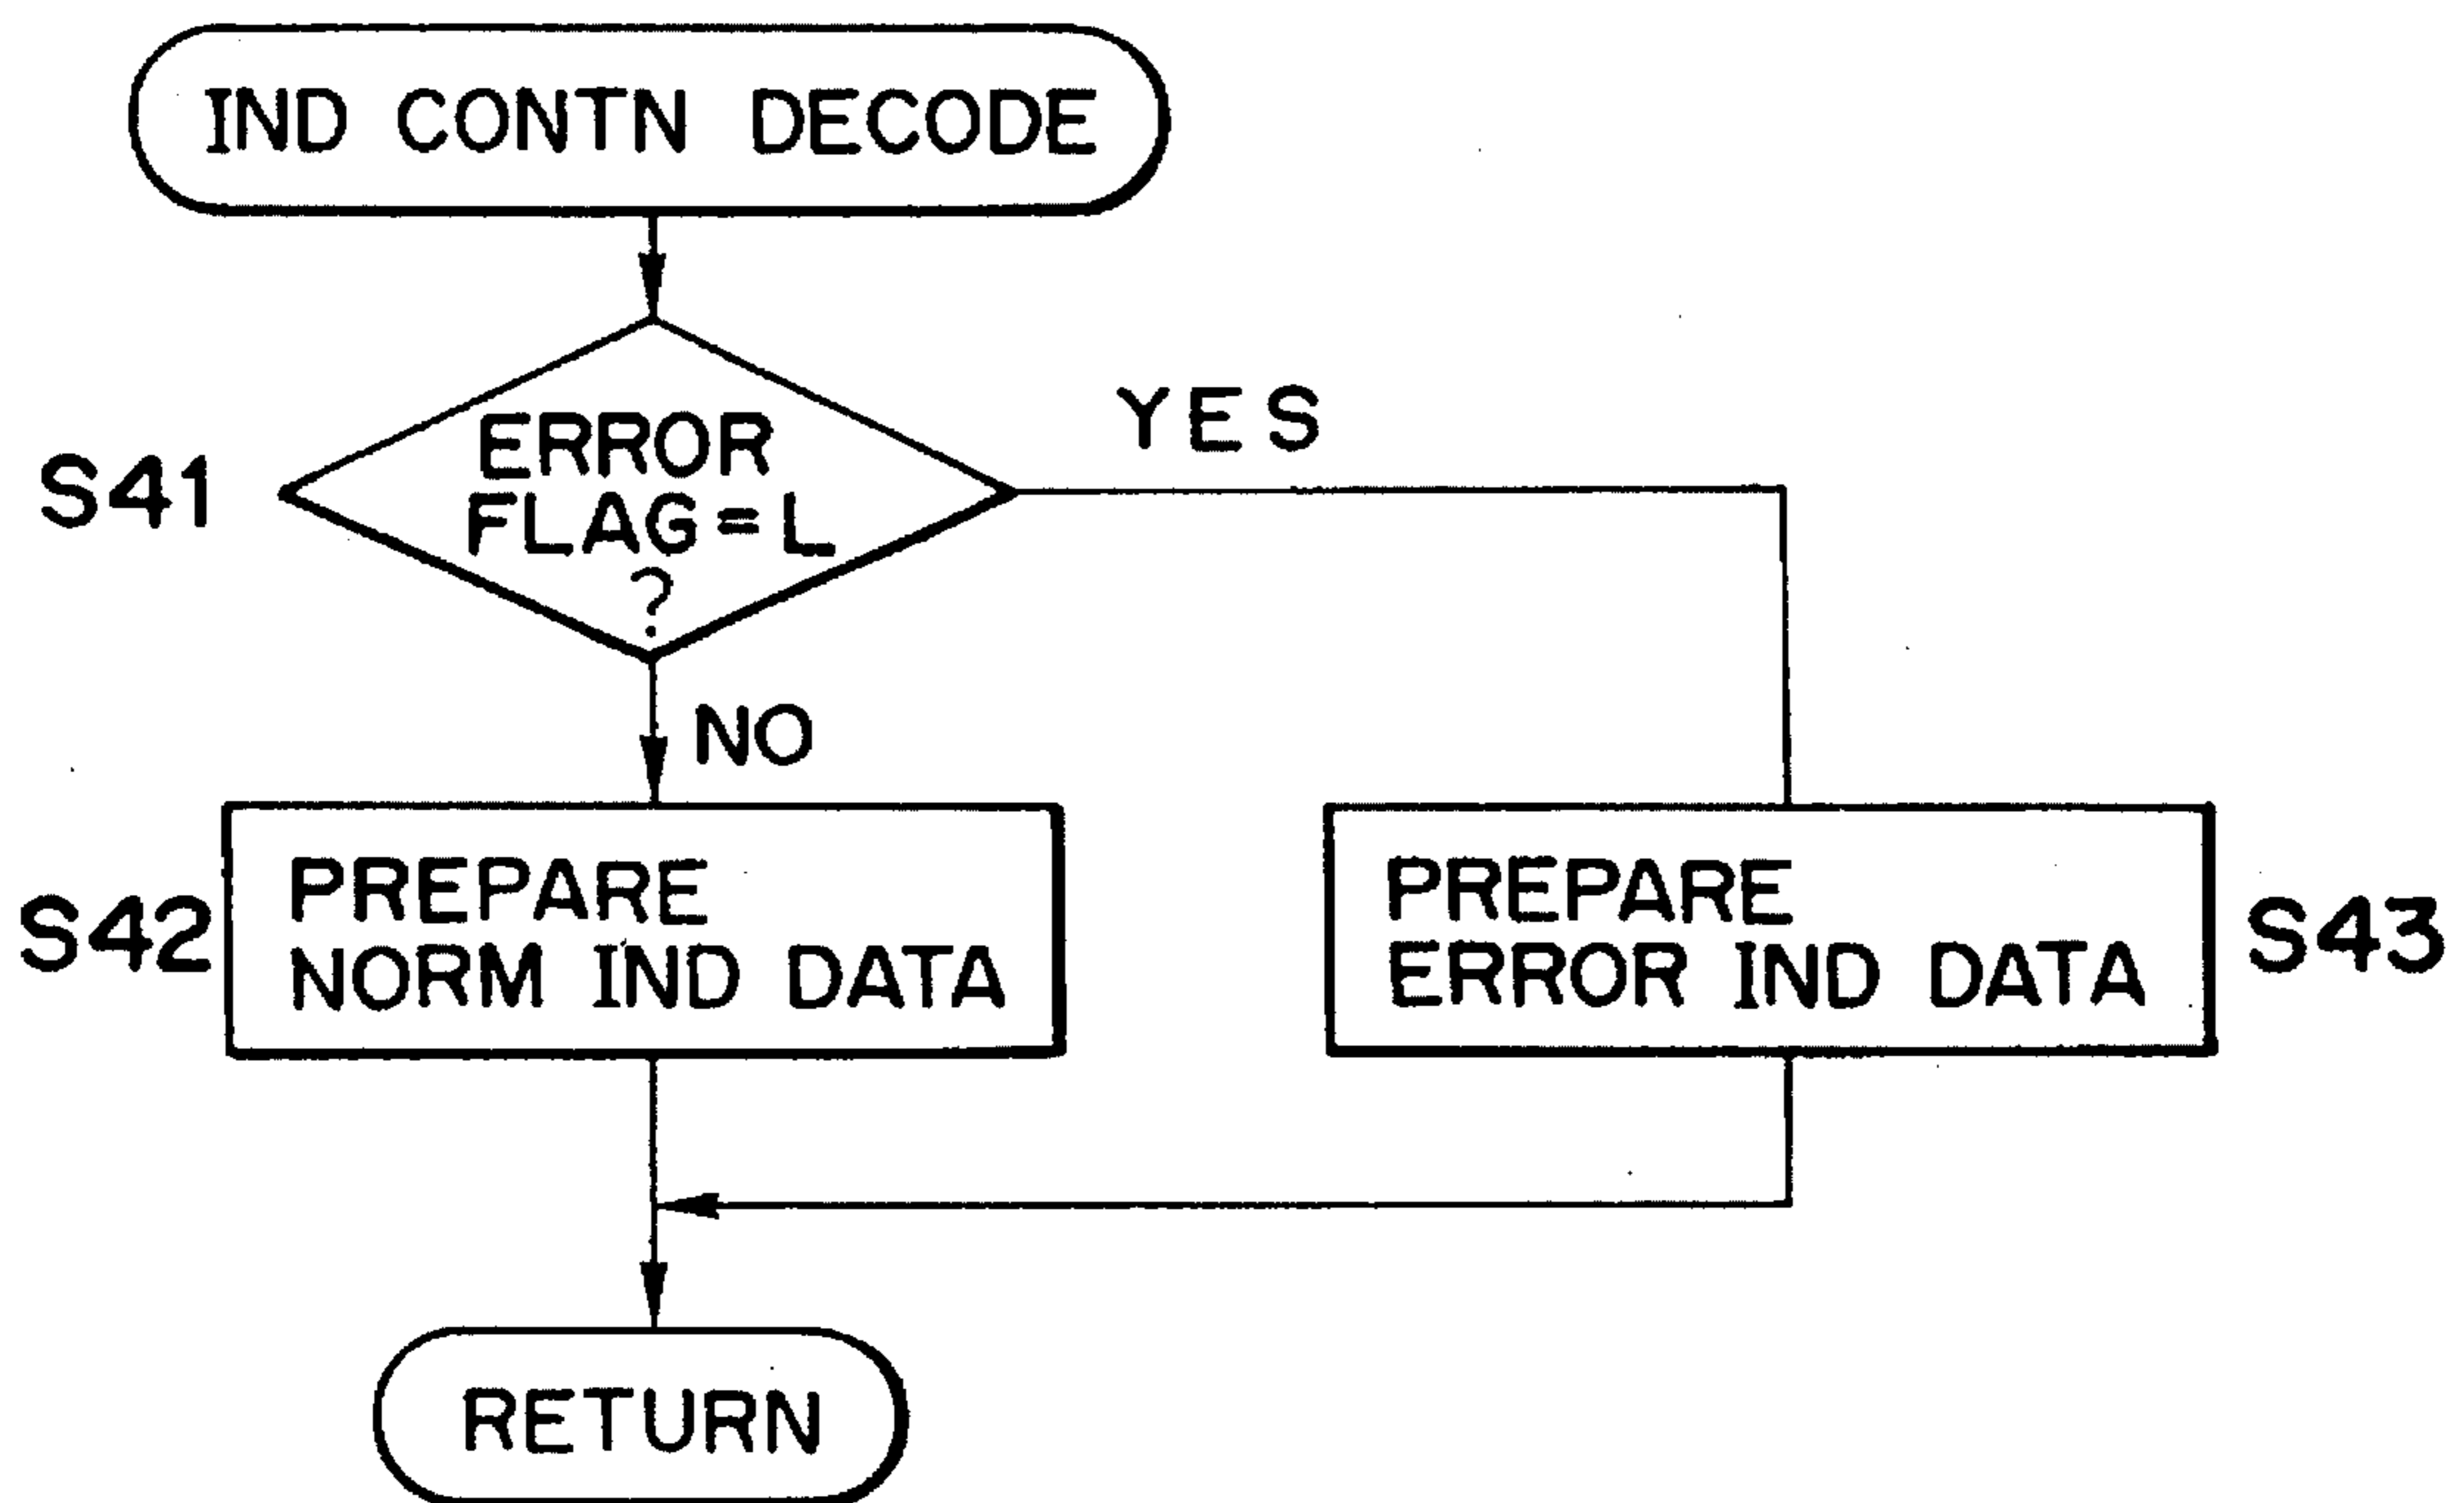 IND CONTN DECODE
S41
ERROR
FLAG=L
?
YES
NO
S42
PREPARE
NORM IND DATA
PREPARE
ERROR IND DATA
S43
RETURN